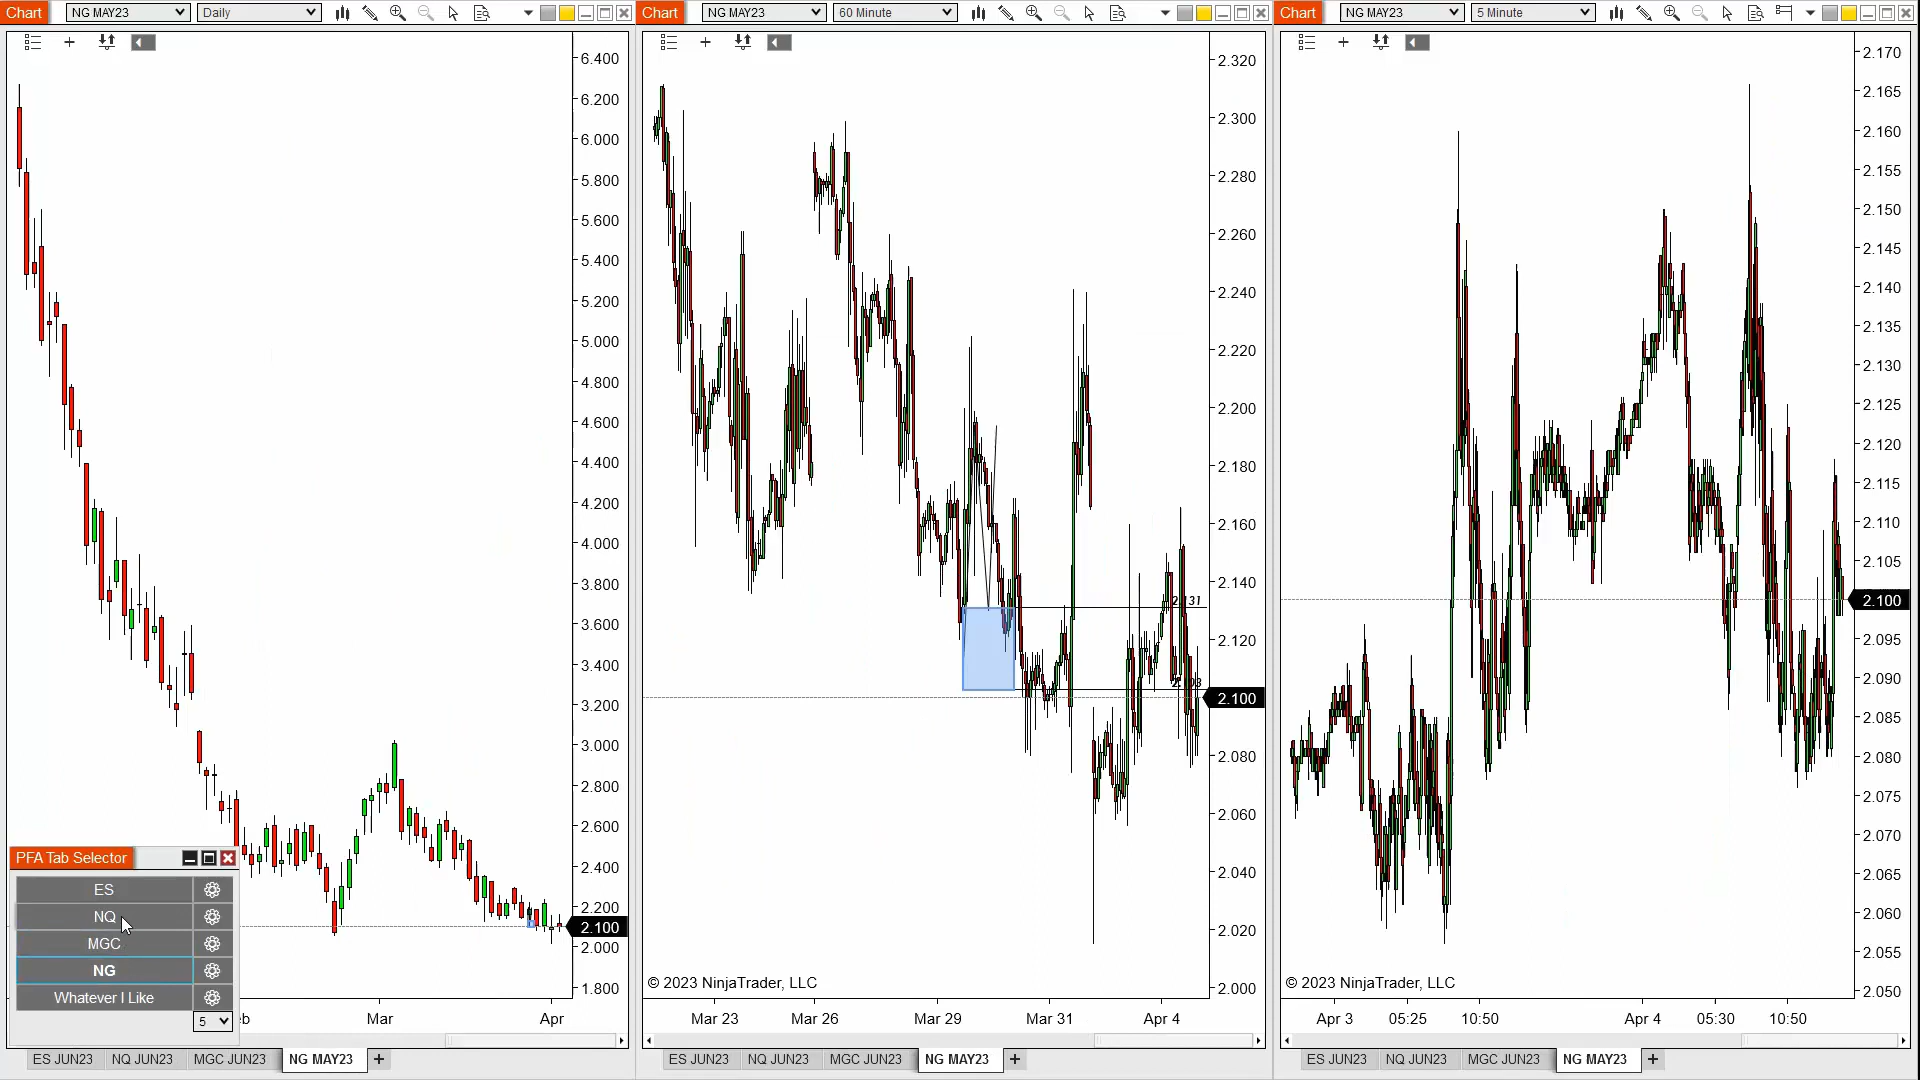 Chart
NG MAY23
Daily
6.400
6.200
6.000
5.800
5.600
5.400
5.200
5.000
4.800
4.600
4.400
4.200
4.000
3.800
3.600
3.400
3.200
3.000
2.800
2.600
2.400
2.200
2.100
2.000
1.800
Mar
Apr
ES JUN23
NQ JUN23
MGC JUN23
NG MAY23
PFA Tab Selector
ES
NQ
MGC
NG
Whatever I Like
5
Chart
NG MAY23
60 Minute
2.320
2.300
2.280
2.260
2.240
2.220
2.200
2.180
2.160
2.140
2.120
2.100
2.080
2.060
2.040
2.020
2.000
© 2023 NinjaTrader, LLC
Mar 23
Mar 26
Mar 29
Mar 31
Apr 4
ES JUN23
NQ JUN23
MGC JUN23
NG MAY23
Chart
NG MAY23
5 Minute
2.170
2.165
2.160
2.155
2.150
2.145
2.140
2.135
2.130
2.125
2.120
2.115
2.110
2.105
2.100
2.095
2.090
2.085
2.080
2.075
2.070
2.065
2.060
2.055
2.050
© 2023 NinjaTrader, LLC
Apr 3
05:25
10:50
Apr 4
05:30
10:50
ES JUN23
NQ JUN23
MGC JUN23
NG MAY23